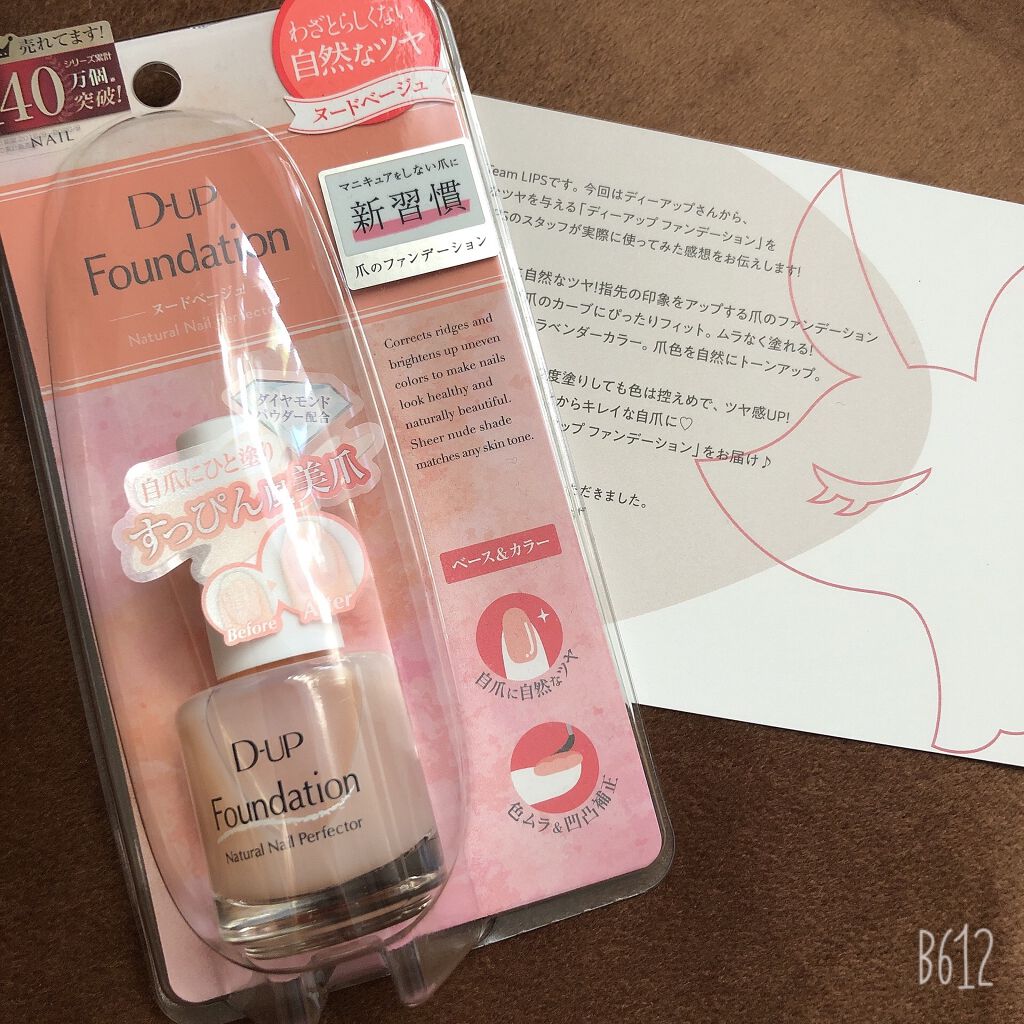 売れてます!
シリーズ累計
40万個。
突破!
NAIL
わざとらしくない
自然なツヤ
ヌードベージュ
D-UP
Foundation
ヌードベージュ
Natural Nail Perfector
マニキュアをしない爪に
新習慣
爪のファンデーション
Corrects ridges and
brightens up uneven
colors to make nails
look healthy and
naturally beautiful.
Sheer nude shade
matches any skin tone.
ダイヤモンド
パウダー配合
自爪にひと塗り
すっぴん風美爪
Before
After
ベース&カラー
自爪に自然なツヤ
色ムラ&凹凸補正
D-UP
Foundation
Natural Nail Perfector
Team LIPSです。今回はディーアップさんから、
なツヤを与える「ディーアップ ファンデーション」を
Sのスタッフが実際に使ってみた感想をお伝えします!
に自然なツヤ!指先の印象をアップする爪のファンデーション
爪のカーブにぴったりフィット。ムラなく塗れる!
ラベンダーカラー。爪色を自然にトーンアップ。
度塗りしても色は控えめで、ツヤ感UP!
からキレイな自爪に♡
ップ ファンデーション」をお届け♪
ただきました。
B612